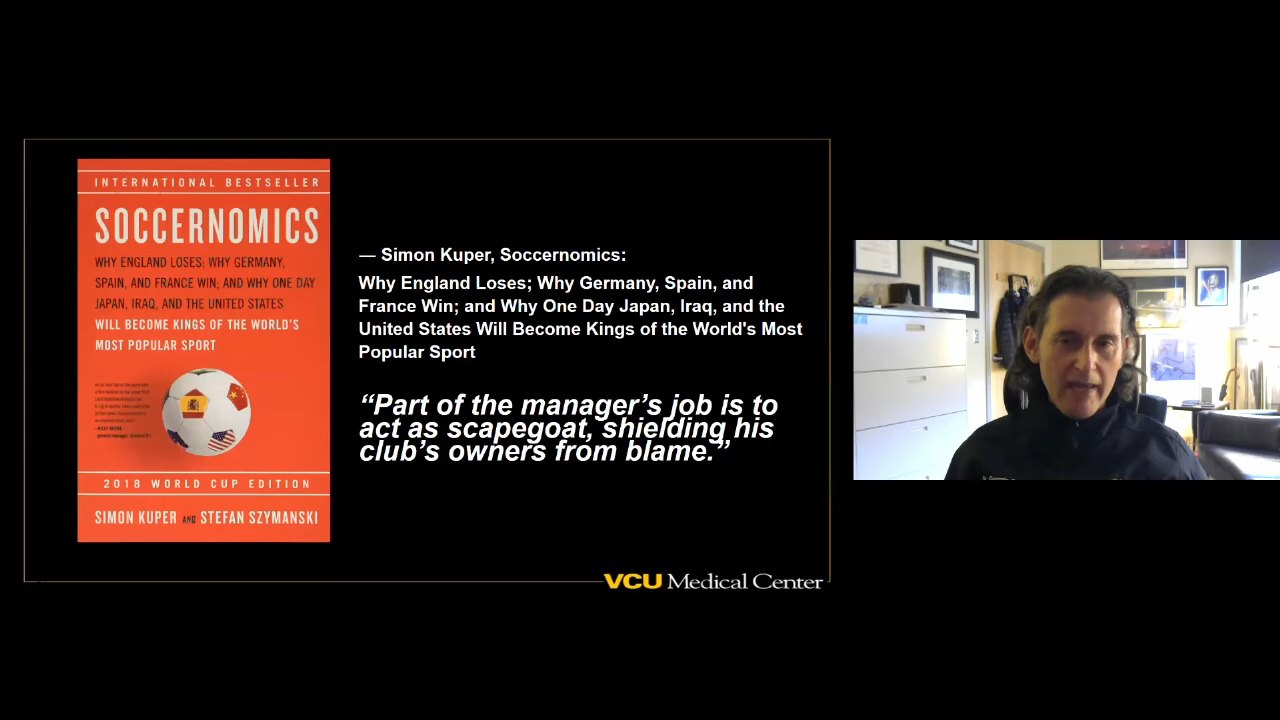 INTERNATIONAL BESTSELLER
SOCCERNOMICS
WHY ENGLAND LOSES; WHY GERMANY,
SPAIN, AND FRANCE WIN; AND WHY ONE DAY
JAPAN, IRAQ, AND THE UNITED STATES
WILL BECOME KINGS OF THE WORLD'S
MOST POPULAR SPORT
2018 WORLD CUP EDITION
SIMON KUPER AND STEFAN SZYMANSKI
— Simon Kuper, Soccernomics:
Why England Loses; Why Germany, Spain, and
France Win; and Why One Day Japan, Iraq, and the
United States Will Become Kings of the World's Most
Popular Sport
“Part of the manager’s job is to
act as scapegoat, shielding his
club’s owners from blame.”
VCU Medical Center